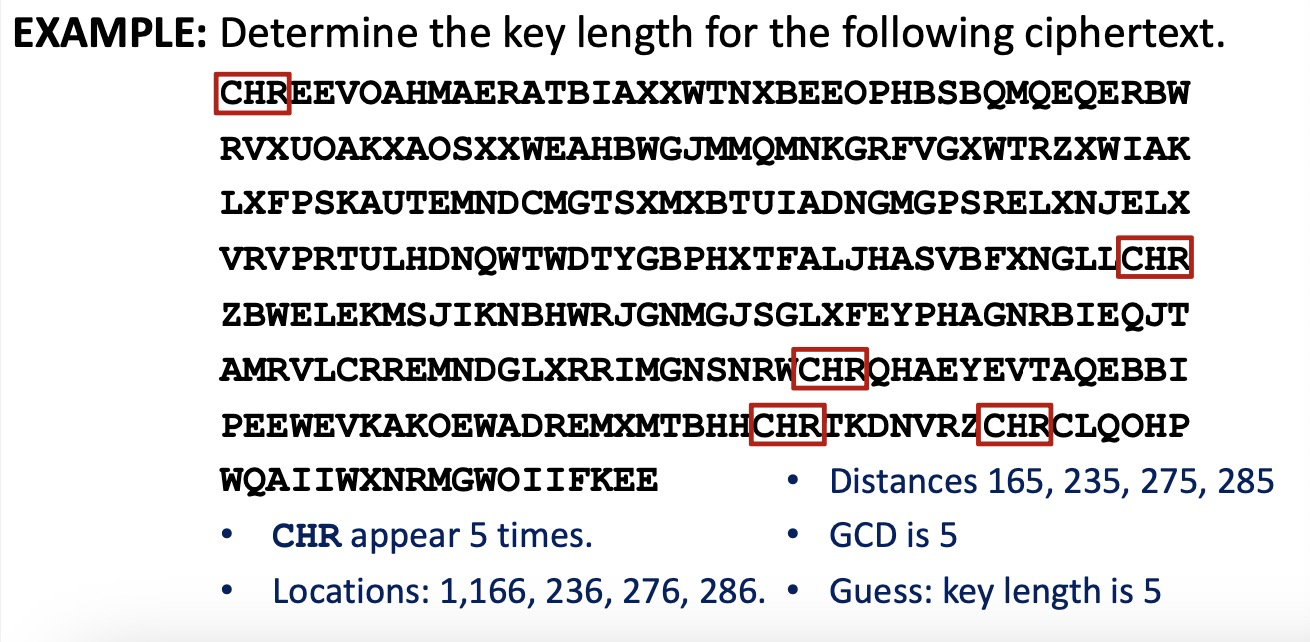 EXAMPLE: Determine the key length for the following ciphertext.
CHREEVOAHMAERATBIAXXWTNXBEEOPHBSBQMQEQERBW
RVXUOAKXAOSXXWEAHBWGJMMQMNKGRFVGXWTRZXWIAK
LXFPSKAUTEMNDCMGTSXMXBTUIADNGMGPSRELXNJELX
VRVPRTULHDNQWTWDTYGBPHXTFALJHASVBFXNGLLCHR
ZBWELEKMSJIKNBHWRJGNMGJSGLXFEYPHAGNRBIEQJT
AMRVLCRREMNDGLXRRIMGNSNRWCHRQHAEYEVTAQEBBI
PEEWEVKAKOEWADREMXMTBHHCHRTKDNVRZCHRCLQOHP
WQAIIWXNRMGWOIIFKEE
• Distances 165, 235, 275, 285
• CHR appear 5 times.
• GCD is 5
• Locations: 1,166, 236, 276, 286.
• Guess: key length is 5